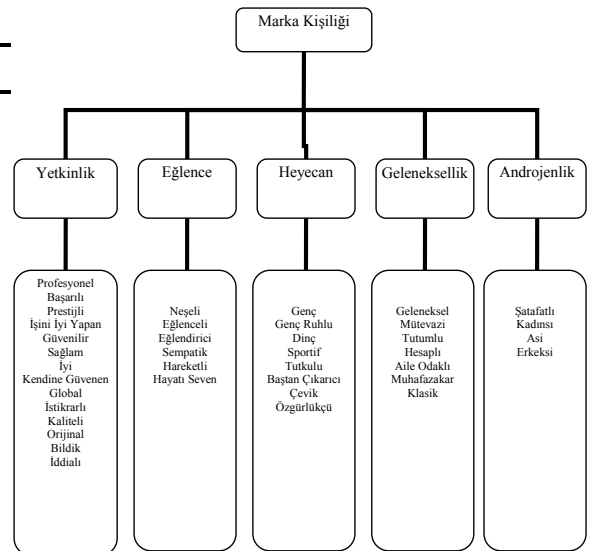 Marka Kişiliği
Yetkinlik
Eğlence
Heyecan
Geleneksellik
Androjenlik
Profesyonel
Başarılı
Prestijli
İşini İyi Yapan
Güvenilir
Sağlam
İyi
Kendine Güvenen
Global
İstikrarlı
Kaliteli
Orijinal
Bildik
İddialı
Neşeli
Eğlenceli
Eğlendirici
Sempatik
Hareketli
Hayatı Seven
Genç
Genç Ruhlu
Dinç
Sportif
Tutkulu
Baştan Çıkarıcı
Çevik
Özgürlükçü
Geleneksel
Mütevazi
Tutumlu
Hesaplı
Aile Odaklı
Muhafazakar
Klasik
Şatafatlı
Kadınsı
Asi
Erkeksi